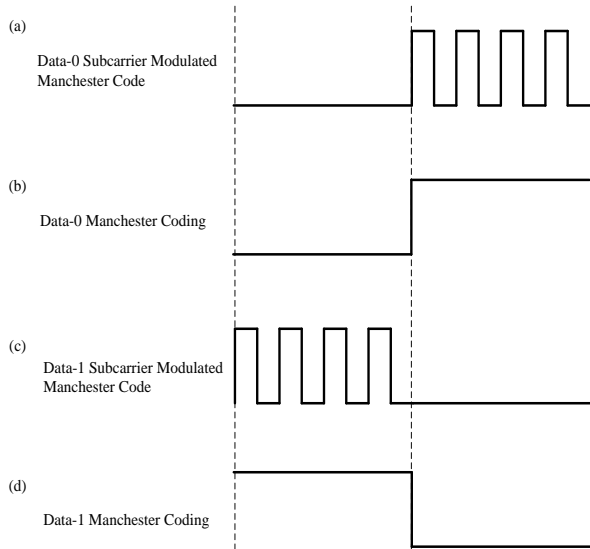 (a)
Data-0 Subcarrier Modulated
Manchester Code
(b)
Data-0 Manchester Coding
(c)
Data-1 Subcarrier Modulated
Manchester Code
(d)
Data-1 Manchester Coding